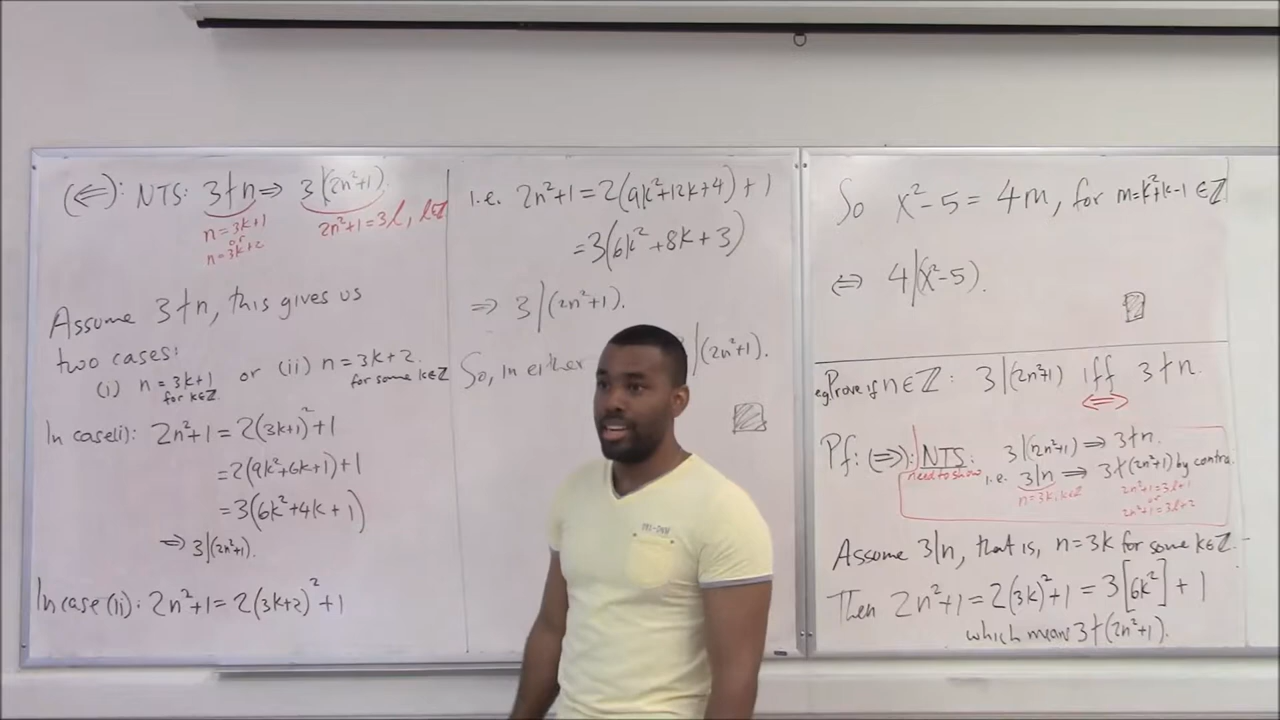 (⇐): NTS: 3∤n ⇒ 3|(2n²+1).
n=3k+1
or
n=3k+2
2n²+1=3l, l∈ℤ
Assume 3∤n, this gives us
two cases:
(i) n=3k+1 or (ii) n=3k+2.
for k∈ℤ. for some k∈ℤ
In case(i): 2n²+1=2(3k+1)²+1
=2(9k²+6k+1)+1
=3(6k²+4k+1)
⇒ 3|(2n²+1).
In case (ii): 2n²+1=2(3k+2)²+1
i.e. 2n²+1=2(9k²+12k+4)+1
=3(6k²+8k+3)
⇒ 3|(2n²+1).
So, in either |(2n²+1).
So x²-5=4m, for m=k²+k-1∈ℤ
⇔ 4|(x²-5).
eg Prove if n∈ℤ: 3|(2n²+1) iff 3∤n.
⇔
Pf: (⇒): NTS: 3|(2n²+1) ⇒ 3∤n.
need to show i.e. 3|n ⇒ 3∤(2n²+1) by contra.
n=3k, k∈ℤ 2n²+1=3l+1
or
2n²+1=3l+2
Assume 3|n, that is, n=3k for some k∈ℤ.
Then 2n²+1=2(3k)²+1=3[6k²]+1
which means 3∤(2n²+1).